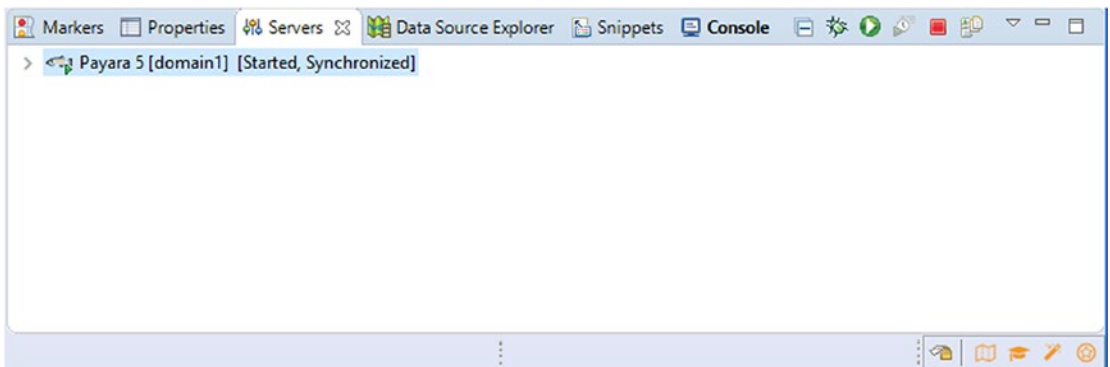 Markers Properties Servers Data Source Explorer Snippets Console
Payara 5 [domain1] [Started, Synchronized]